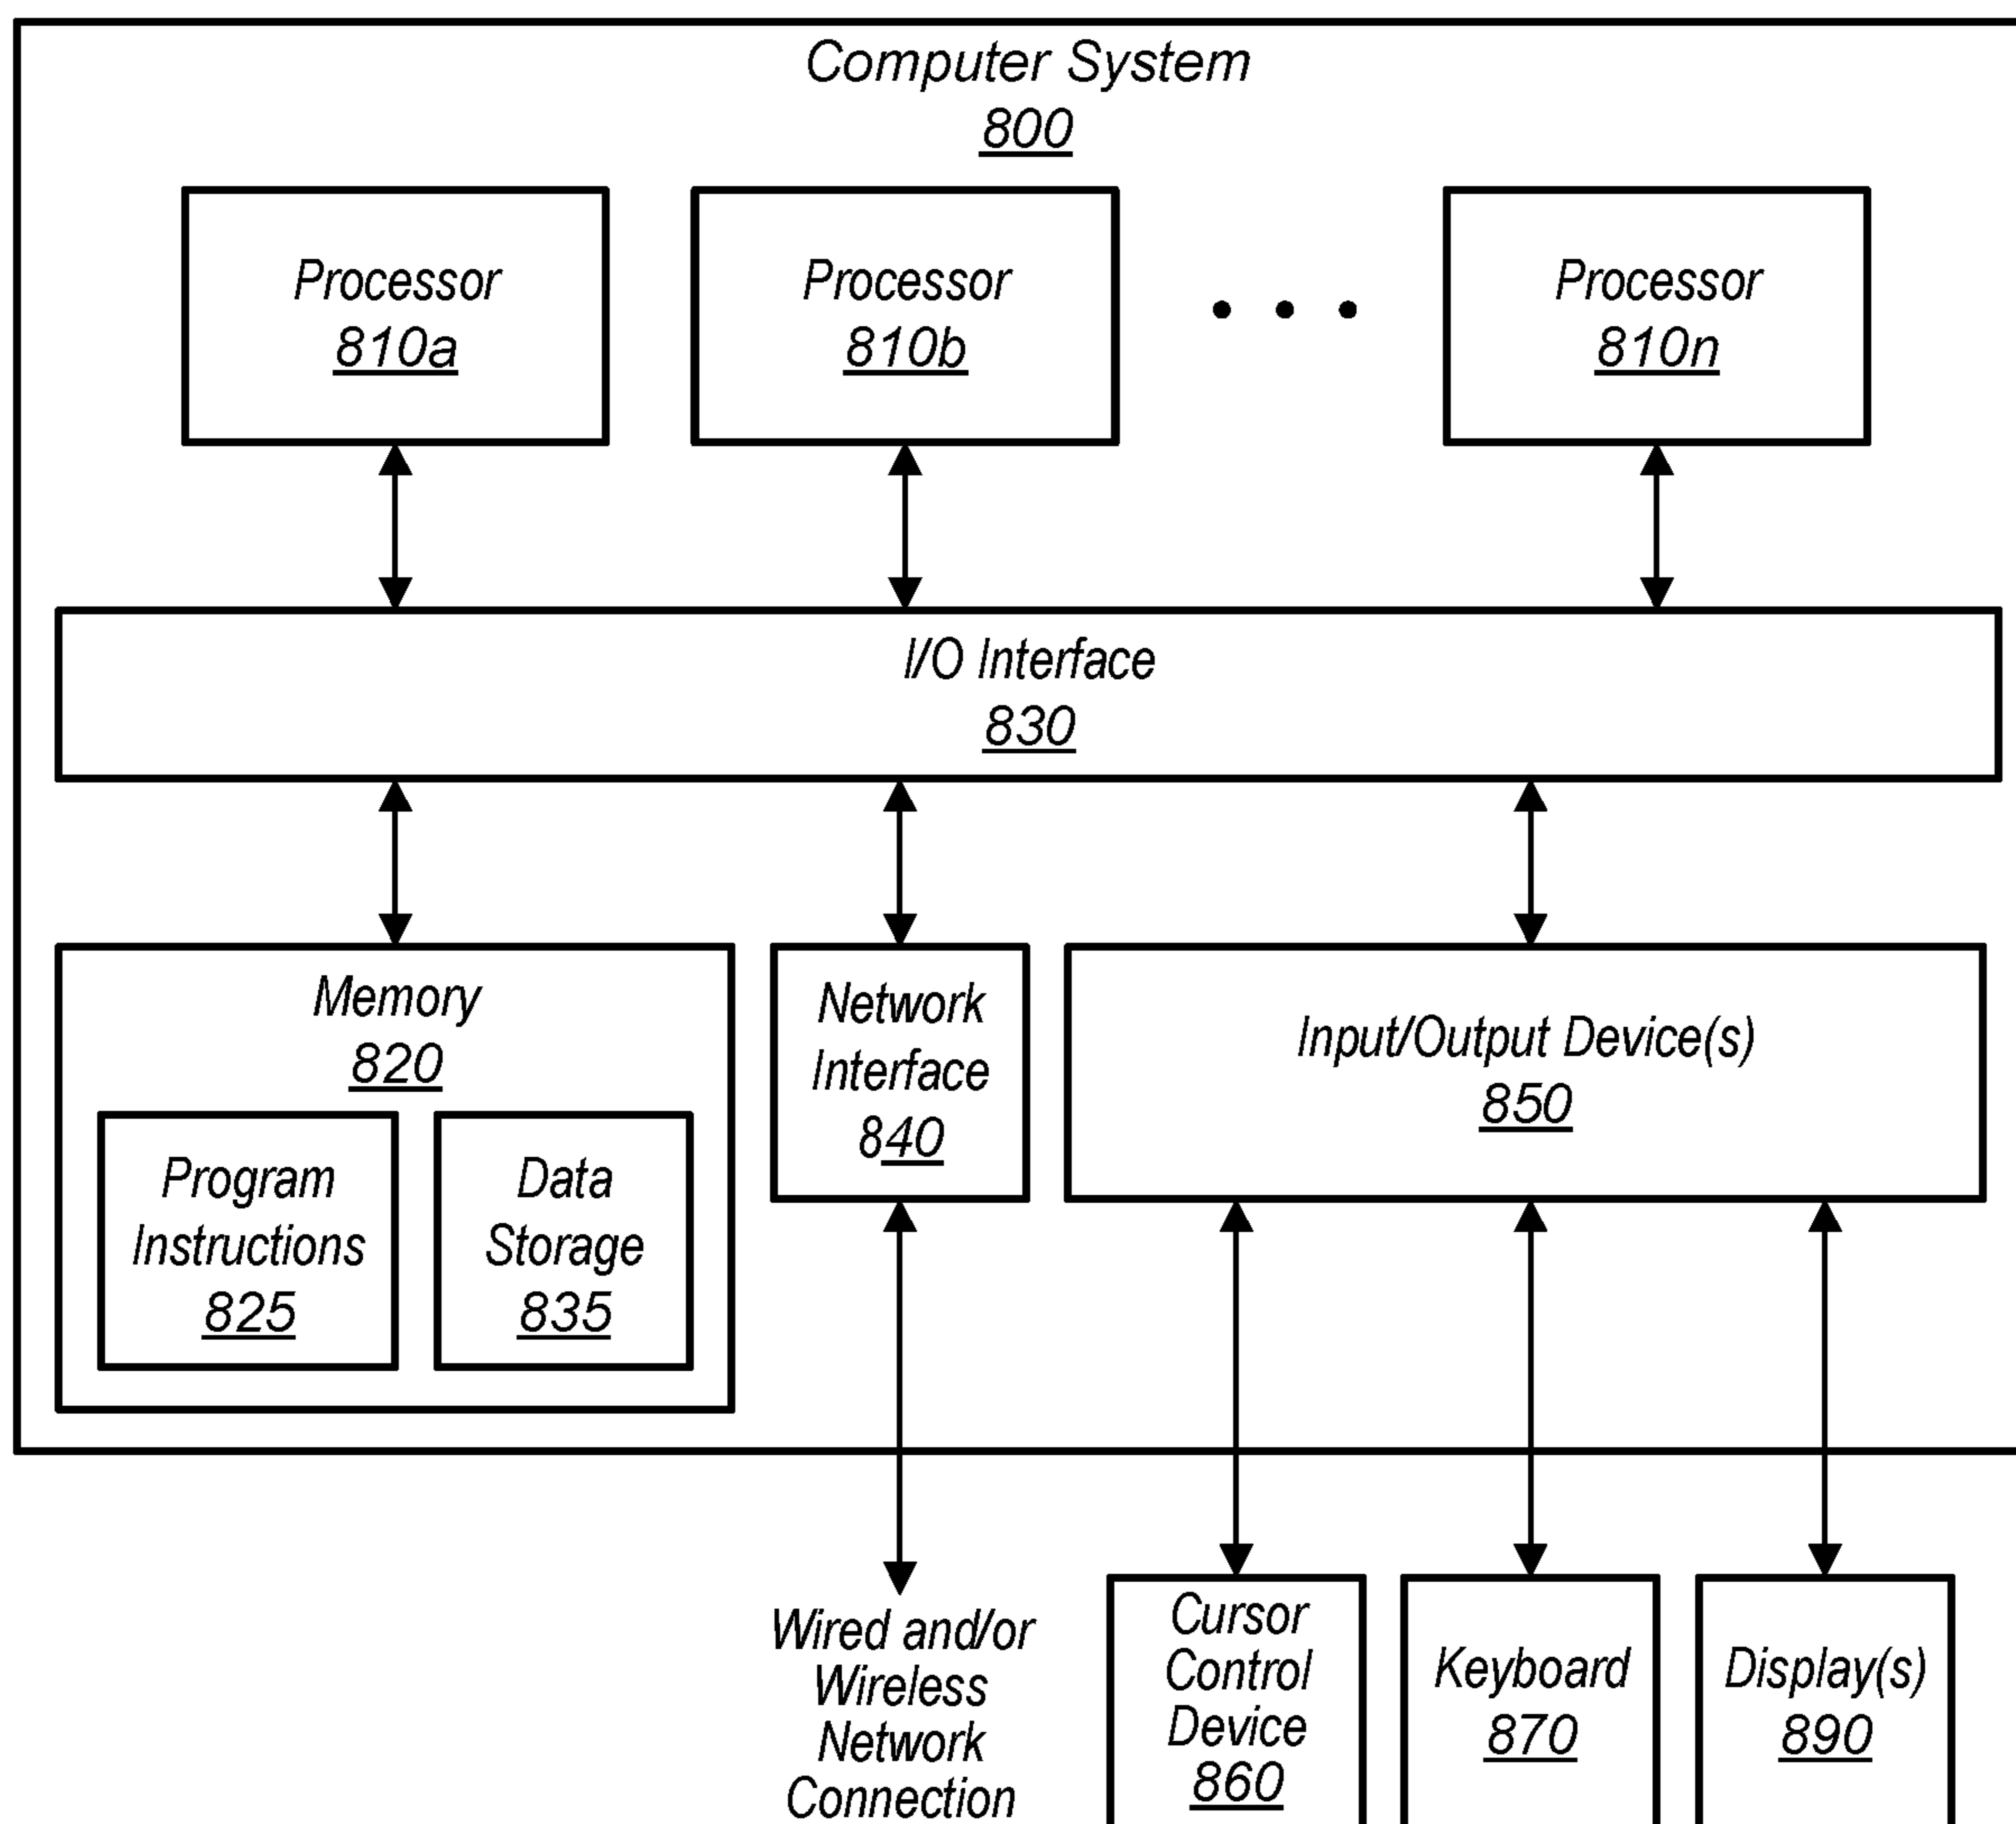 Computer System
800
Processor
810a
Processor
810b
Processor
810n
I/O Interface
830
Memory
820
Program
Instructions
825
Data
Storage
835
Network
Interface
840
Input/Output Device(s)
850
Wired and/or
Wireless
Network
Connection
Cursor
Control
Device
860
Keyboard
870
Display(s)
890